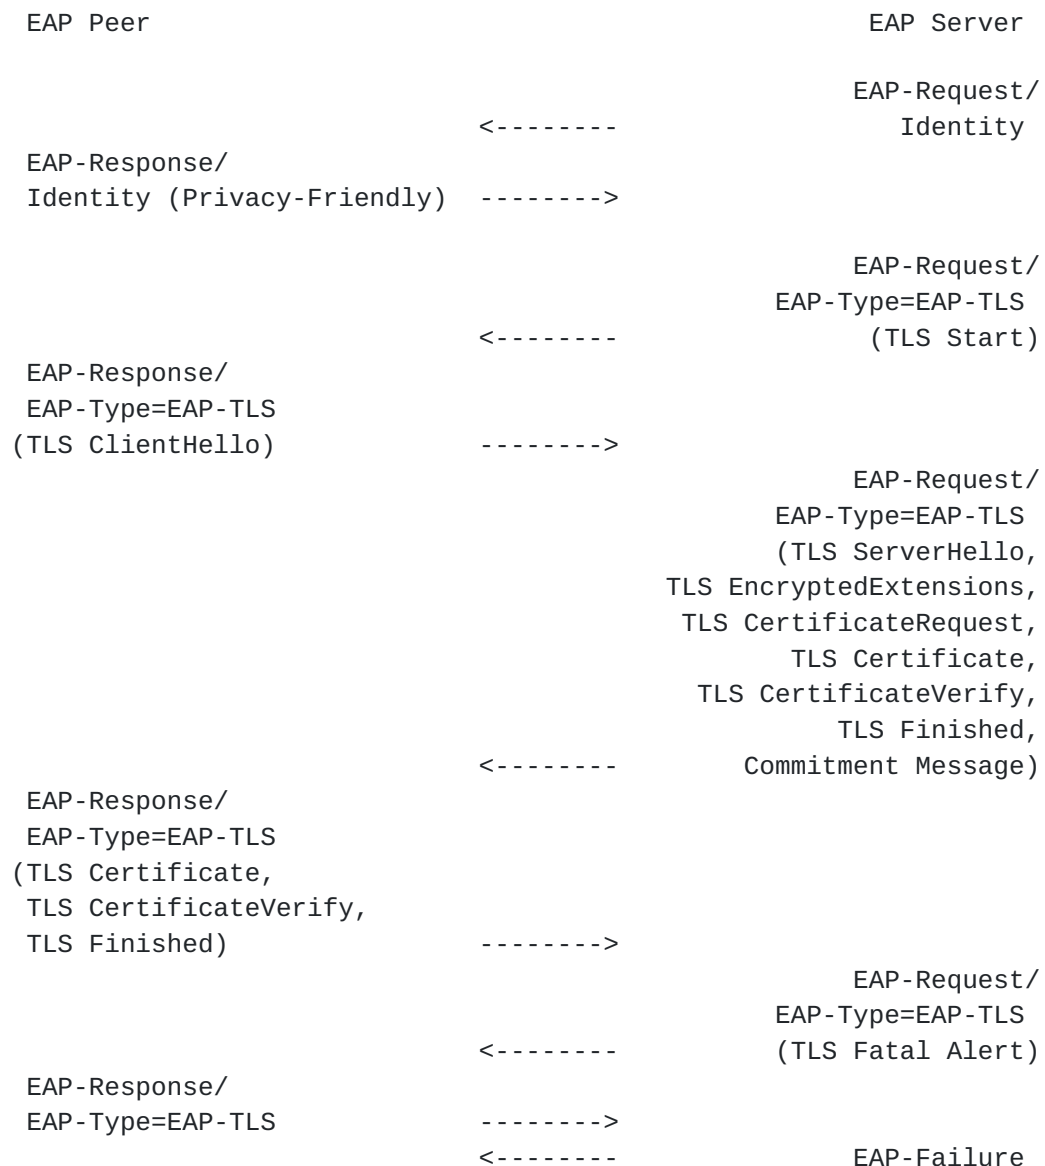 EAP Peer EAP Server
EAP-Request/
<-------- Identity
EAP-Response/
Identity (Privacy-Friendly) -------->
EAP-Request/
EAP-Type=EAP-TLS
<-------- (TLS Start)
EAP-Response/
EAP-Type=EAP-TLS
(TLS ClientHello) -------->
EAP-Request/
EAP-Type=EAP-TLS
(TLS ServerHello,
TLS EncryptedExtensions,
TLS CertificateRequest,
TLS Certificate,
TLS CertificateVerify,
TLS Finished,
<-------- Commitment Message)
EAP-Response/
EAP-Type=EAP-TLS
(TLS Certificate,
TLS CertificateVerify,
TLS Finished) -------->
EAP-Request/
EAP-Type=EAP-TLS
<-------- (TLS Fatal Alert)
EAP-Response/
EAP-Type=EAP-TLS -------->
<-------- EAP-Failure